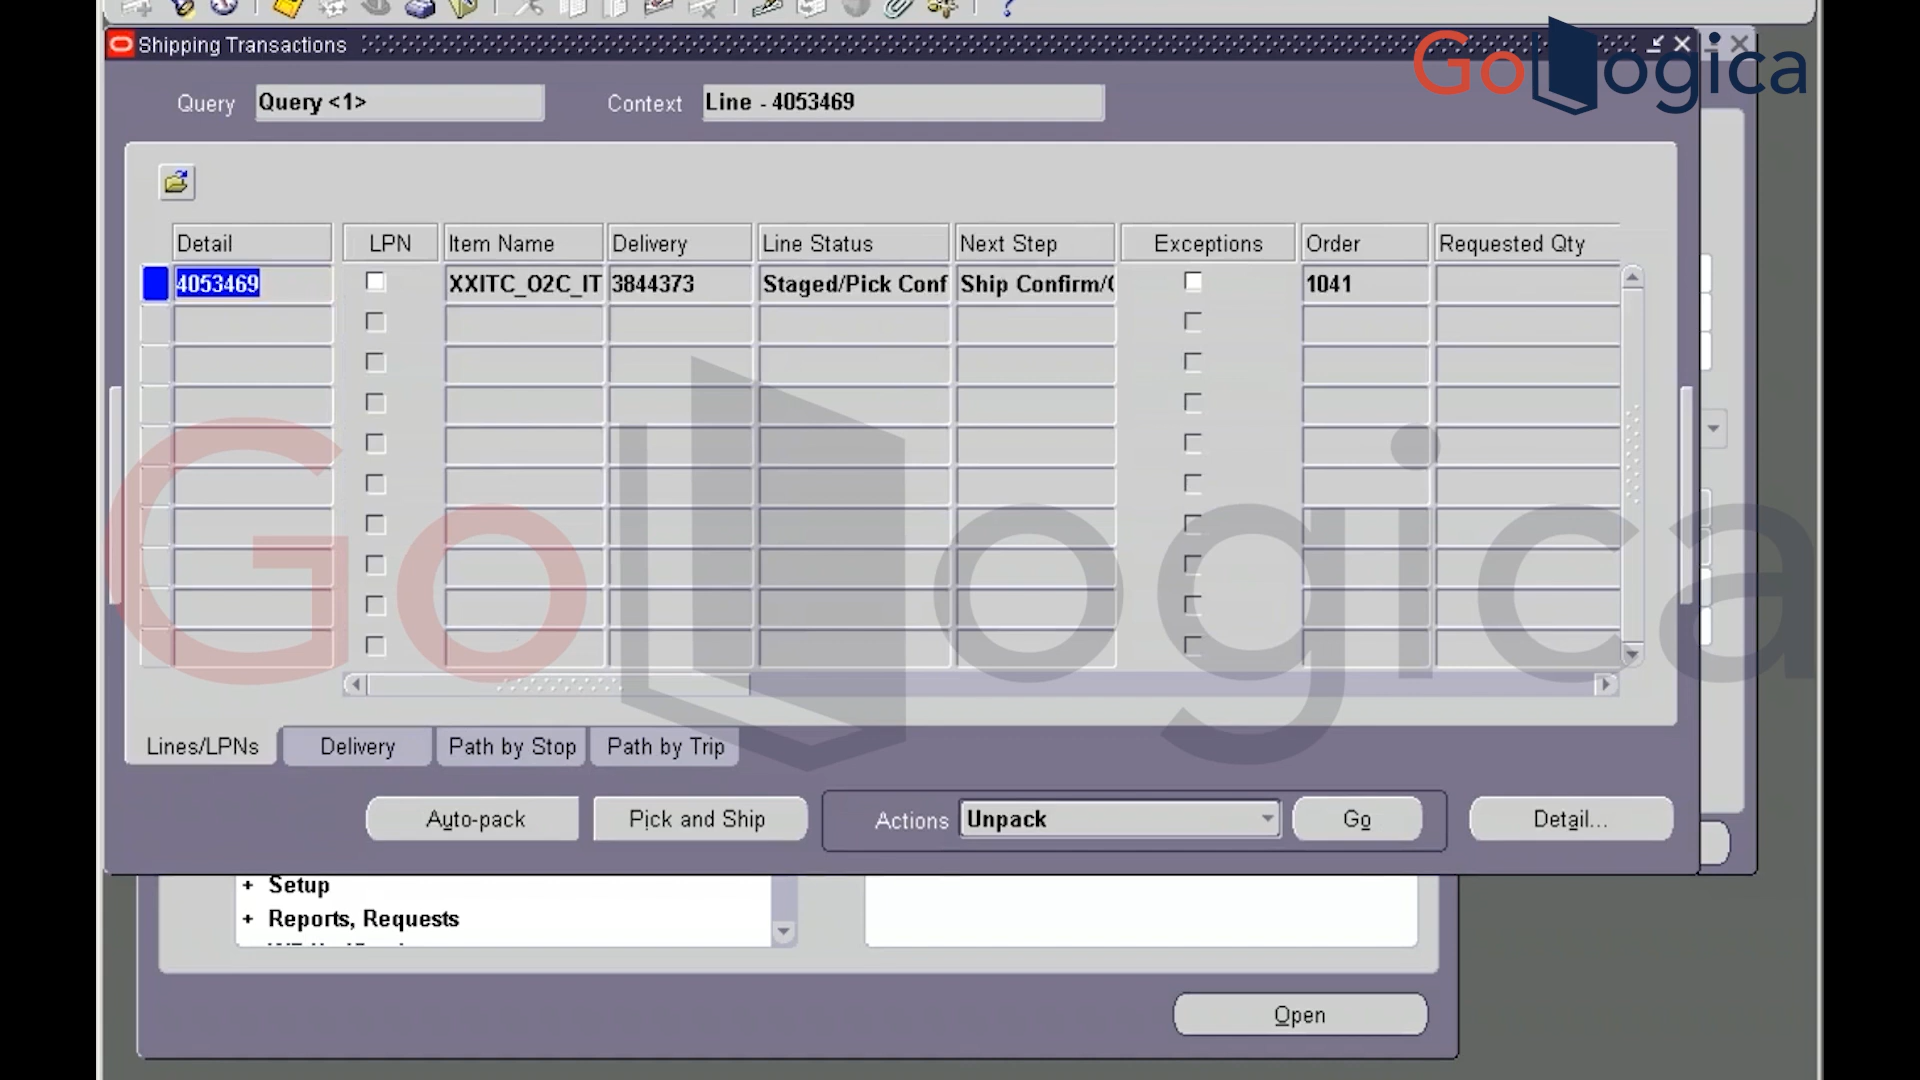 Shipping Transactions
GoLogica
Query Query <1> Context Line - 4053469
Detail LPN Item Name Delivery Line Status Next Step Exceptions Order Requested Qty
4053469 XXITC_O2C_IT 3844373 Staged/Pick Conf Ship Confirm/ 1041
GoLogica
Lines/LPNs Delivery Path by Stop Path by Trip
Auto-pack Pick and Ship Actions Unpack Go Detail...
+ Setup
+ Reports, Requests
Open